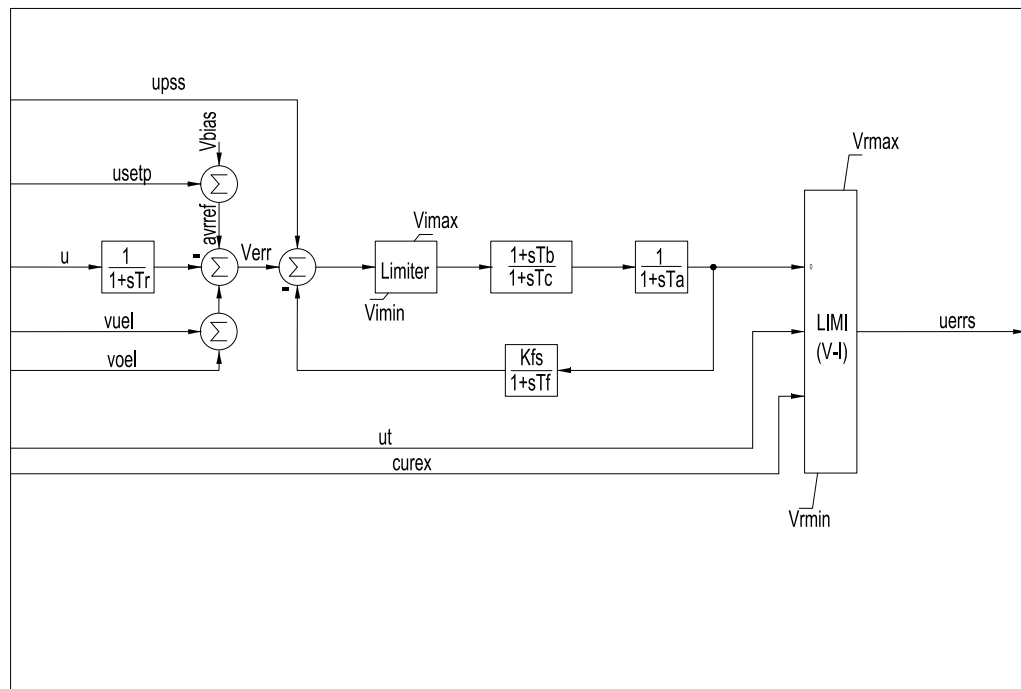 upss
Vbias
usetp
avrref
Vrmax
Vimax
u
1
1+sTr
Verr
Σ
Σ
Σ
Limiter
1+sTb
1+sTc
1
1+sTa
Vimin
vuel
Σ
LIMI
(V-I)
uerrs
voel
Kfs
1+sTf
ut
curex
Vrmin